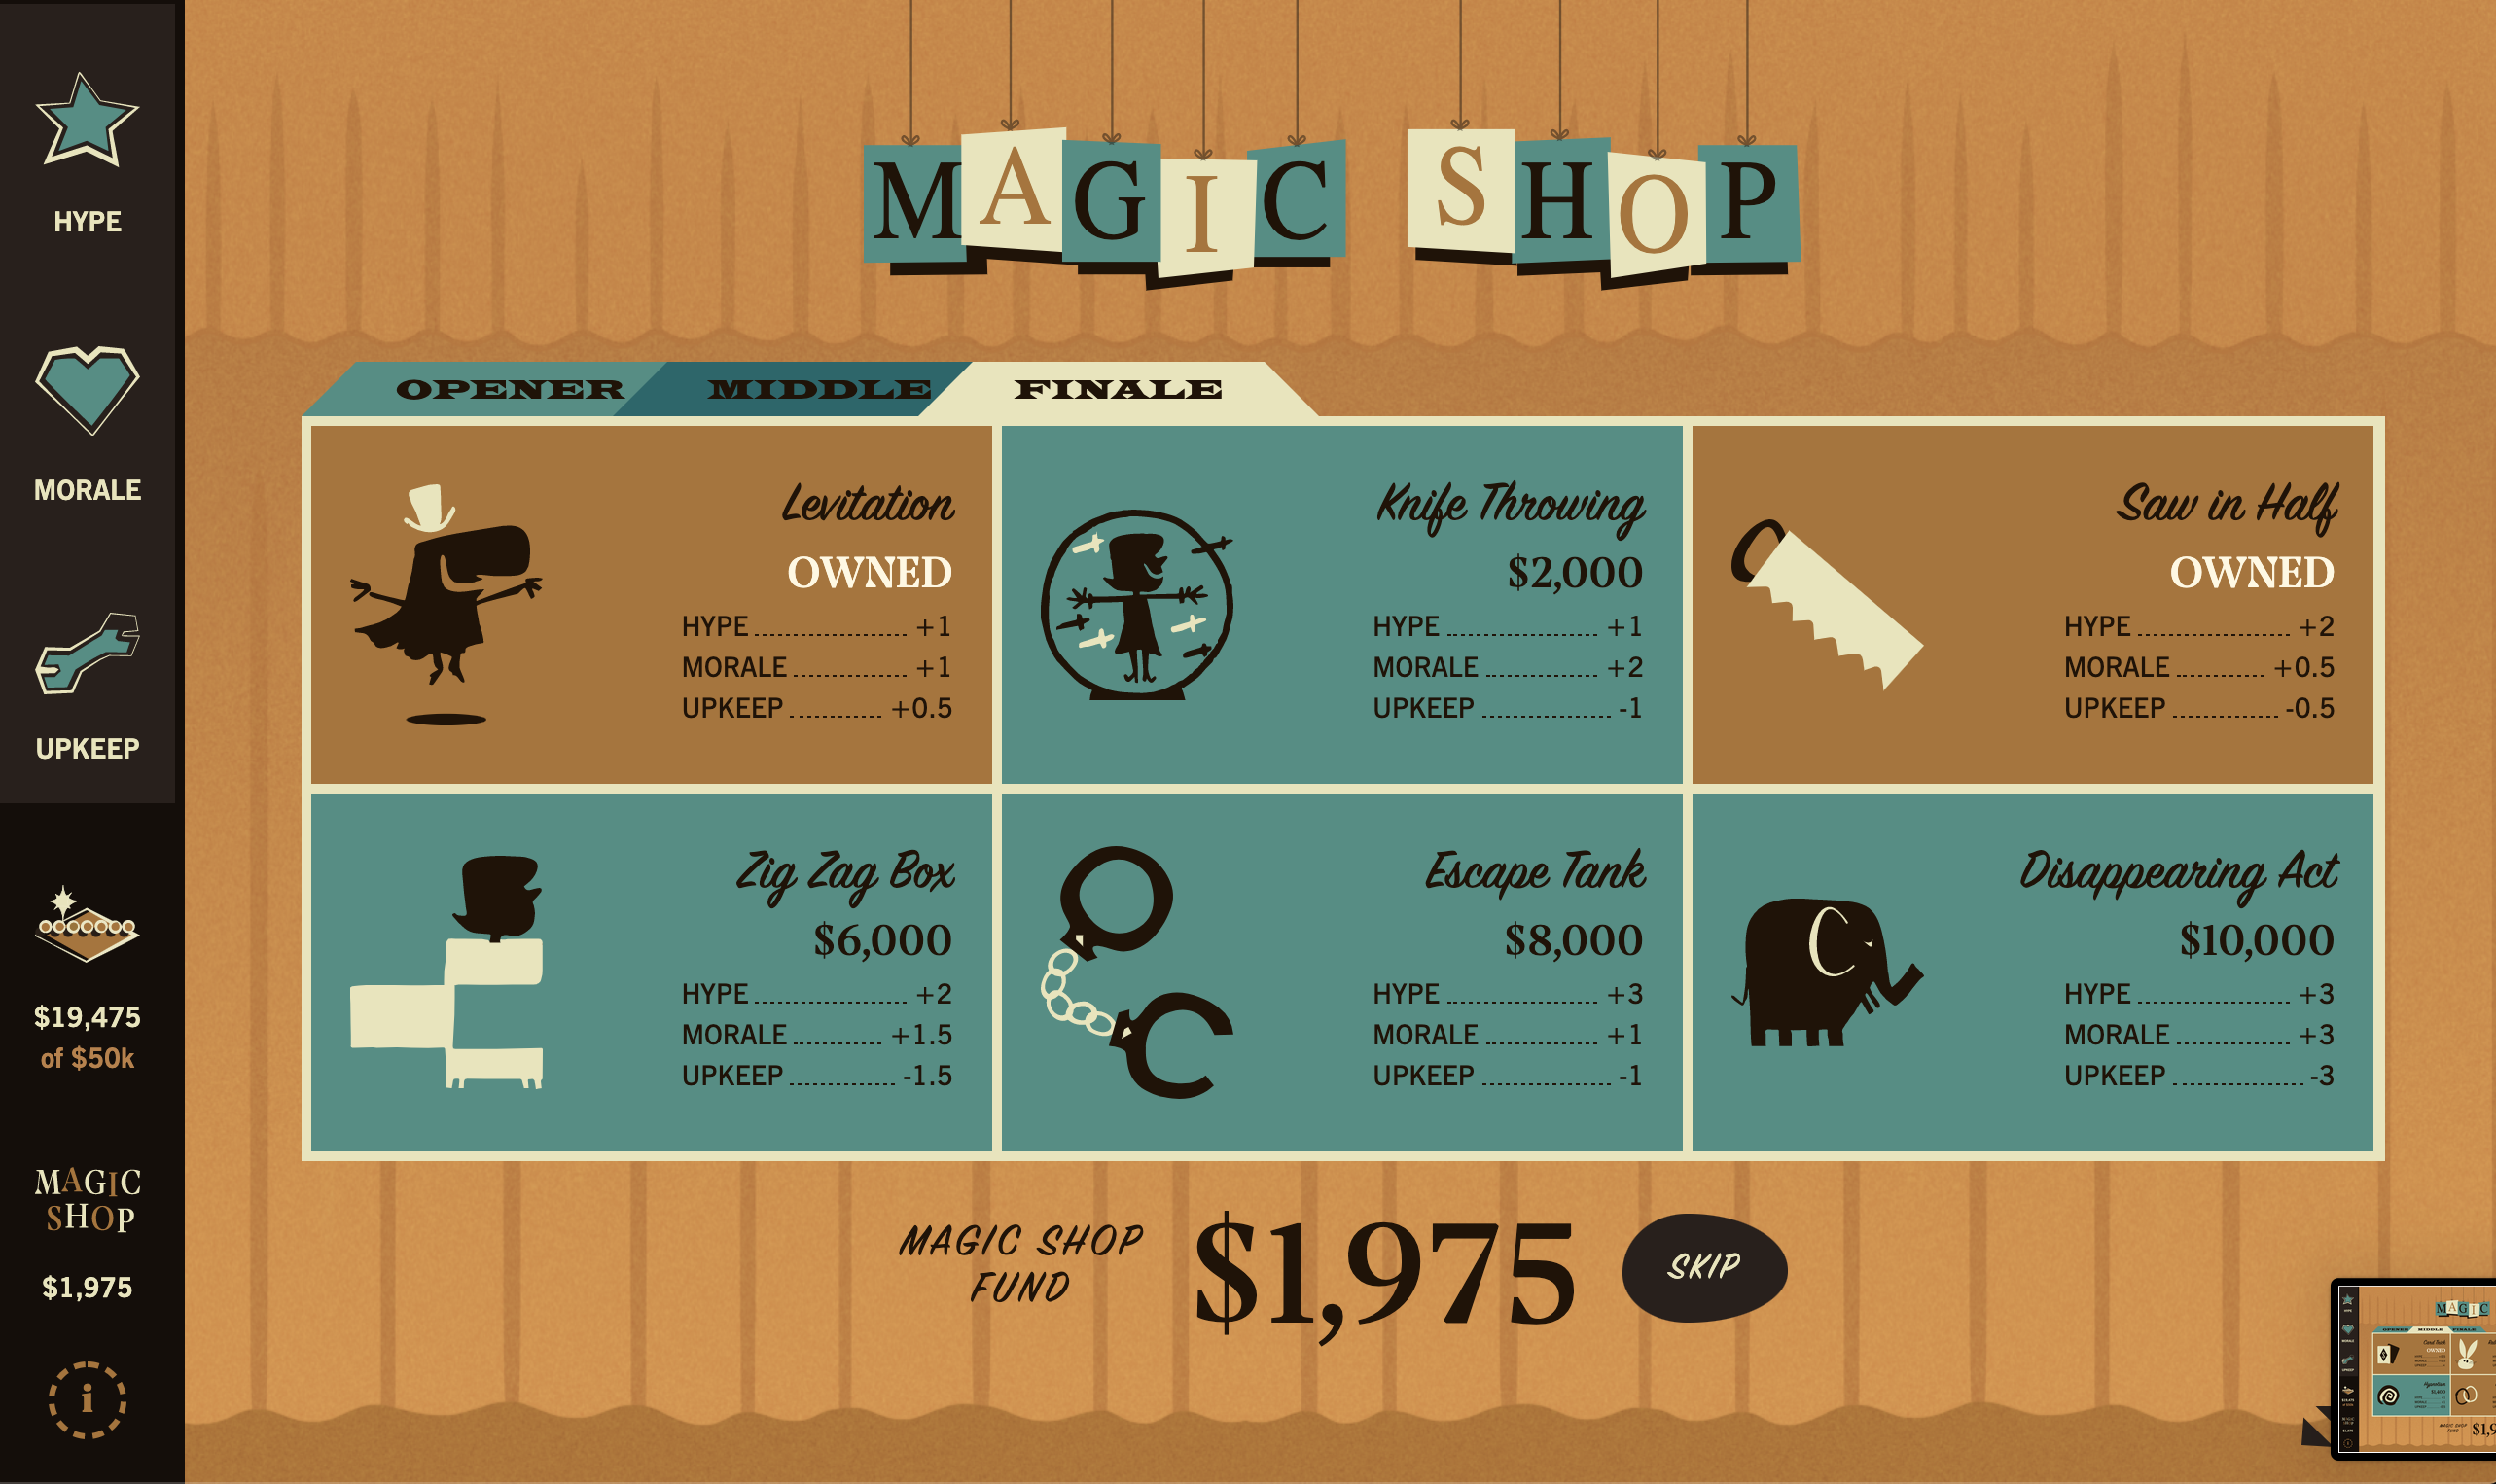 HYPE
MORALE
UPKEEP
$19,475
of $50k
MAGIC
SHOP
$1,975
i
MAGIC SHOP
OPENER MIDDLE FINALE
Levitation
OWNED
HYPE +1
MORALE +1
UPKEEP +0.5
Knife Throwing
$2,000
HYPE +1
MORALE +2
UPKEEP -1
Saw in Half
OWNED
HYPE +2
MORALE +0.5
UPKEEP -0.5
Zig Zag Box
$6,000
HYPE +2
MORALE +1.5
UPKEEP -1.5
Escape Tank
$8,000
HYPE +3
MORALE +1
UPKEEP -1
Disappearing Act
$10,000
HYPE +3
MORALE +3
UPKEEP -3
MAGIC SHOP
FUND
$1,975
SKIP
MAGIC